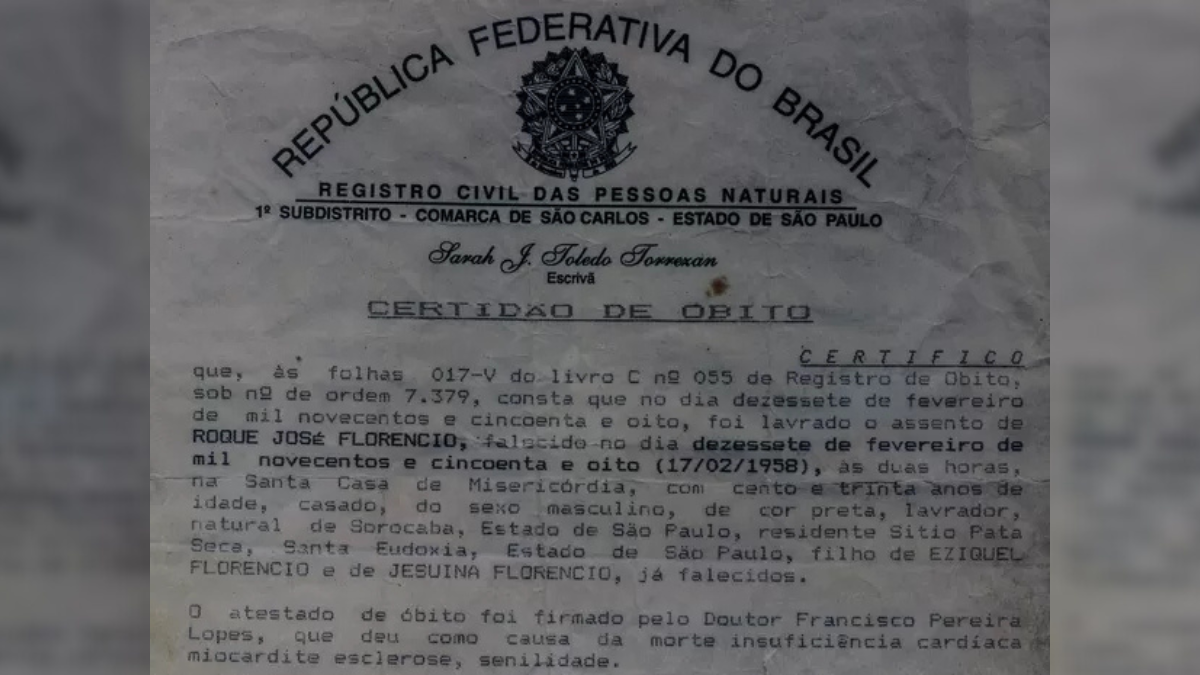 REPÚBLICA FEDERATIVA DO BRASIL
REGISTRO CIVIL DAS PESSOAS NATURAIS
1º SUBDISTRITO - COMARCA DE SÃO CARLOS - ESTADO DE SÃO PAULO
Sarah J. Toledo Torrezan
Escrivã
CERTIDÃO DE ÓBITO
CERTIFICO
que, às folhas 017-V do livro C nº 055 de Registro de Obito,
sob nº de ordem 7.379, consta que no dia dezessete de fevereiro
de mil novecentos e cincoenta e oito, foi lavrado o assento de
ROQUE JOSÉ FLORENCIO, falecido no dia dezessete de fevereiro de
mil novecentos e cincoenta e oito (17/02/1958), às duas horas,
na Santa Casa de Misericórdia, com cento e trinta anos de
idade, casado, do sexo masculino, de cor preta, lavrador,
natural de Sorocaba, Estado de São Paulo, residente Sitio Pata
Seca, Santa Eudoxia, Estado de São Paulo, filho de EZIQUEL
FLORENCIO e de JESUINA FLORENCIO, já falecidos.
O atestado de óbito foi firmado pelo Doutor Francisco Pereira
Lopes, que deu como causa da morte insuficiência cardíaca
miocardite esclerose, senilidade.